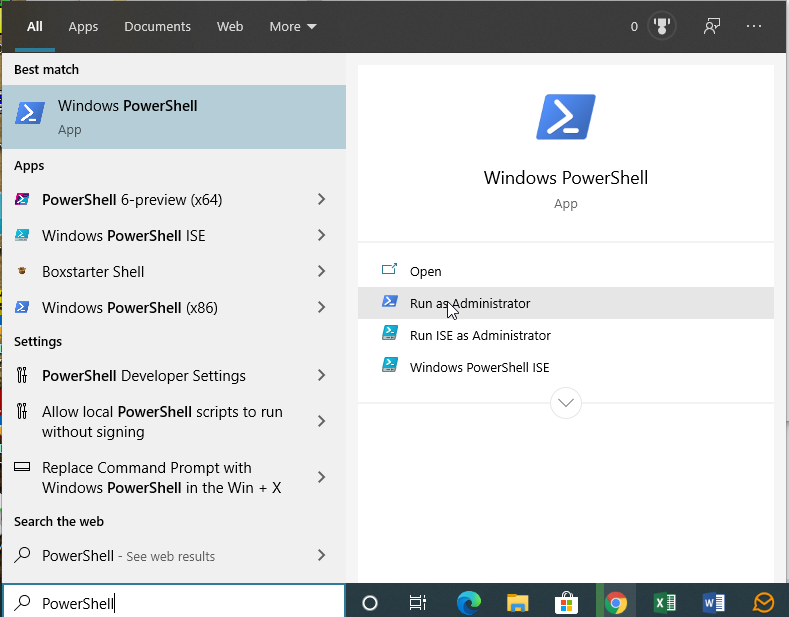 All Apps Documents Web More 0
Best match
Windows PowerShell
App
Apps
PowerShell 6-preview (x64)
Windows PowerShell ISE
Boxstarter Shell
Windows PowerShell (x86)
Settings
PowerShell Developer Settings
Allow local PowerShell scripts to run
without signing
Replace Command Prompt with
Windows PowerShell in the Win + X
Search the web
PowerShell - See web results
PowerShell
Windows PowerShell
App
Open
Run as Administrator
Run ISE as Administrator
Windows PowerShell ISE